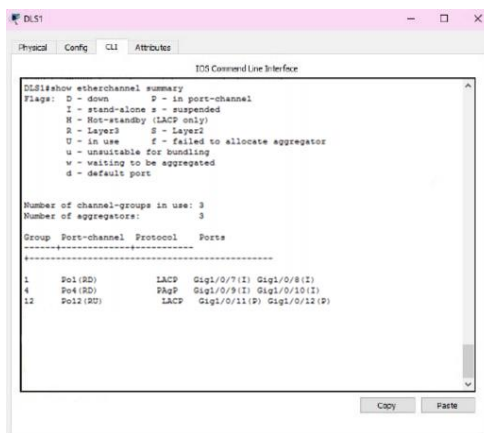 DLS1
Physical Config CLI Attributes
IOS Command Line Interface
DLS1#show etherchannel summary
Flags: D - down P - in port-channel
I - stand-alone s - suspended
H - Hot-standby (LACP only)
R - Layer3 S - Layer2
U - in use f - failed to allocate aggregator
u - unsuitable for bundling
w - waiting to be aggregated
d - default port
Number of channel-groups in use: 3
Number of aggregators: 3
Group Port-channel Protocol Ports
------+-------------+-----------
+----------------------------------------------
1 Po1(RD) LACP Gig1/0/7(I) Gig1/0/8(I)
4 Po4(RD) PAgP Gig1/0/9(I) Gig1/0/10(I)
12 Po12(RU) LACP Gig1/0/11(P) Gig1/0/12(P)
Copy Paste